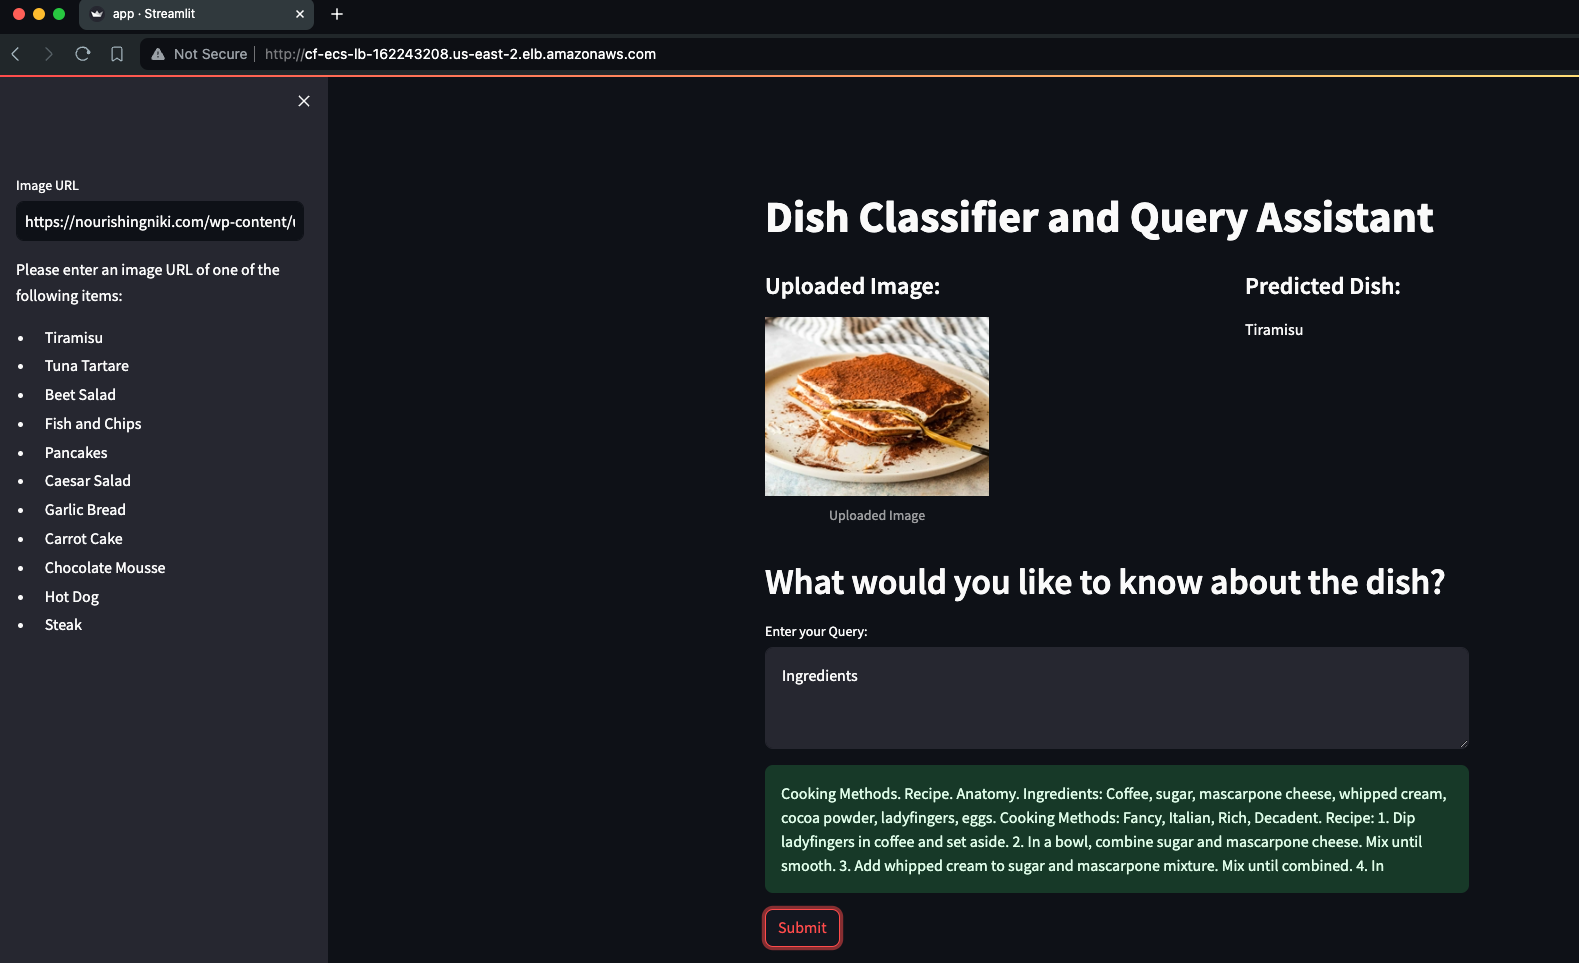 app · Streamlit
Not Secure
http://cf-ecs-lb-162243208.us-east-2.elb.amazonaws.com
Image URL
https://nourishingniki.com/wp-content/
Please enter an image URL of one of the
following items:
• Tiramisu
• Tuna Tartare
• Beet Salad
• Fish and Chips
• Pancakes
• Caesar Salad
• Garlic Bread
• Carrot Cake
• Chocolate Mousse
• Hot Dog
• Steak
Dish Classifier and Query Assistant
Uploaded Image:
Uploaded Image
Predicted Dish:
Tiramisu
What would you like to know about the dish?
Enter your Query:
Ingredients
Cooking Methods. Recipe. Anatomy. Ingredients: Coffee, sugar, mascarpone cheese, whipped cream,
cocoa powder, ladyfingers, eggs. Cooking Methods: Fancy, Italian, Rich, Decadent. Recipe: 1. Dip
ladyfingers in coffee and set aside. 2. In a bowl, combine sugar and mascarpone cheese. Mix until
smooth. 3. Add whipped cream to sugar and mascarpone mixture. Mix until combined. 4. In
Submit